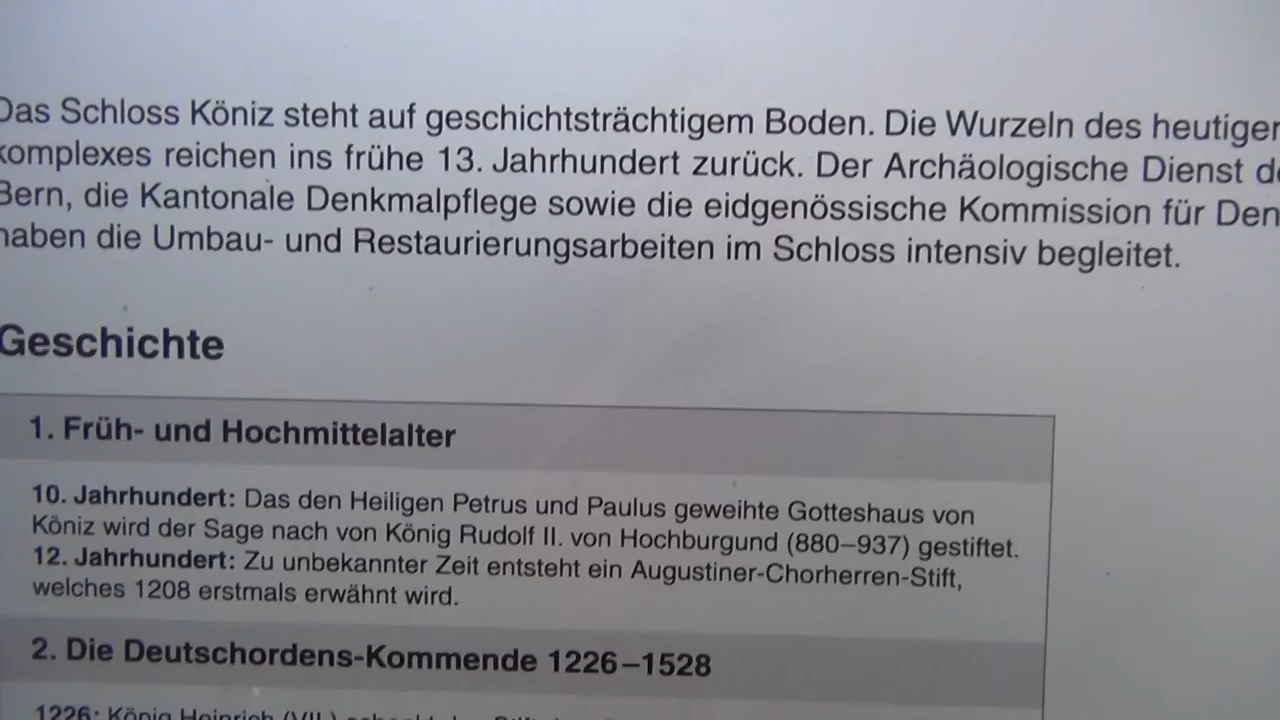 Das Schloss Köniz steht auf geschichtsträchtigem Boden. Die Wurzeln des heutigen
komplexes reichen ins frühe 13. Jahrhundert zurück. Der Archäologische Dienst
Bern, die Kantonale Denkmalpflege sowie die eidgenössische Kommission für
haben die Umbau- und Restaurierungsarbeiten im Schloss intensiv begleitet.
Geschichte
1. Früh- und Hochmittelalter
10. Jahrhundert: Das den Heiligen Petrus und Paulus geweihte Gotteshaus von
Köniz wird der Sage nach von König Rudolf II. von Hochburgund (880–937) gestiftet.
12. Jahrhundert: Zu unbekannter Zeit entsteht ein Augustiner-Chorherren-Stift,
welches 1208 erstmals erwähnt wird.
2. Die Deutschordens-Kommende 1226–1528
1226: König Heinrich (VII.)